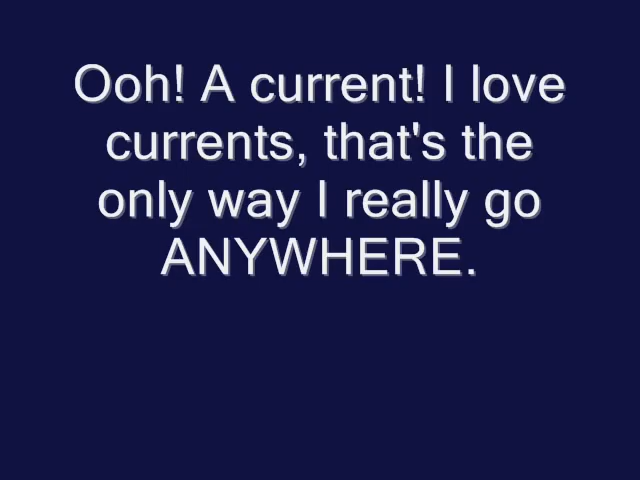 Ooh! A current! I love
currents, that's the
only way I really go
ANYWHERE.